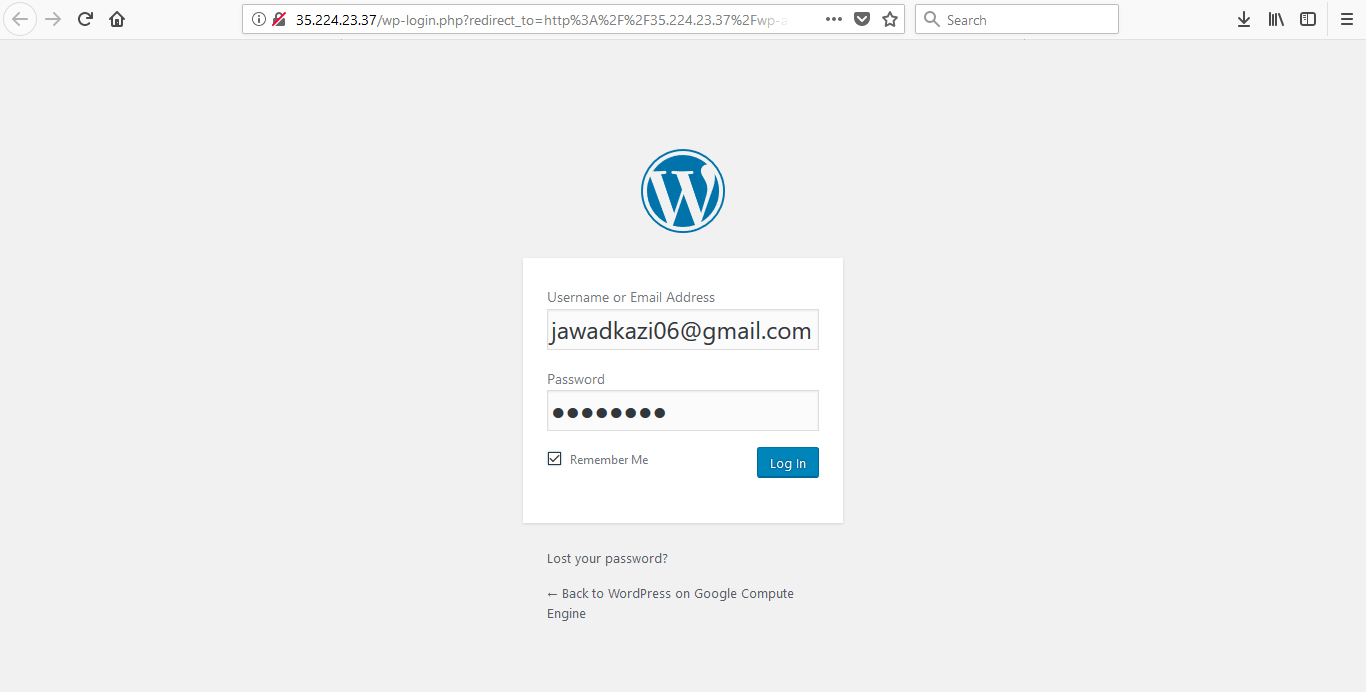 35.224.23.37/wp-login.php?redirect_to=http%3A%2F%2F35.224.23.37%2Fwp-a
Search
Username or Email Address
jawadkazi06@gmail.com
Password
Remember Me
Log In
Lost your password?
← Back to WordPress on Google Compute
Engine